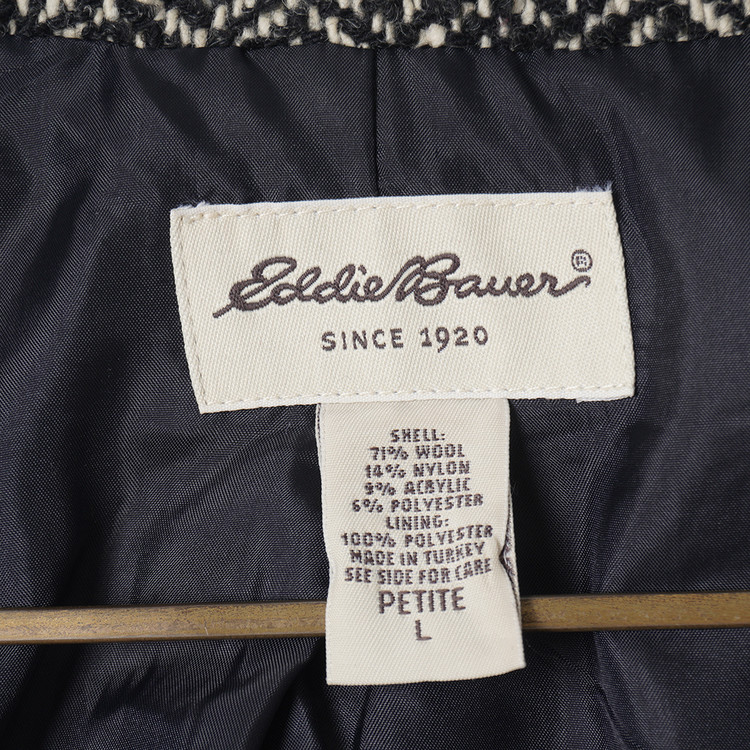 Eddie Bauer®
SINCE 1920
SHELL:
71% WOOL
14% NYLON
9% ACRYLIC
6% POLYESTER
LINING:
100% POLYESTER
MADE IN TURKEY
SEE SIDE FOR CARE
PETITE
L